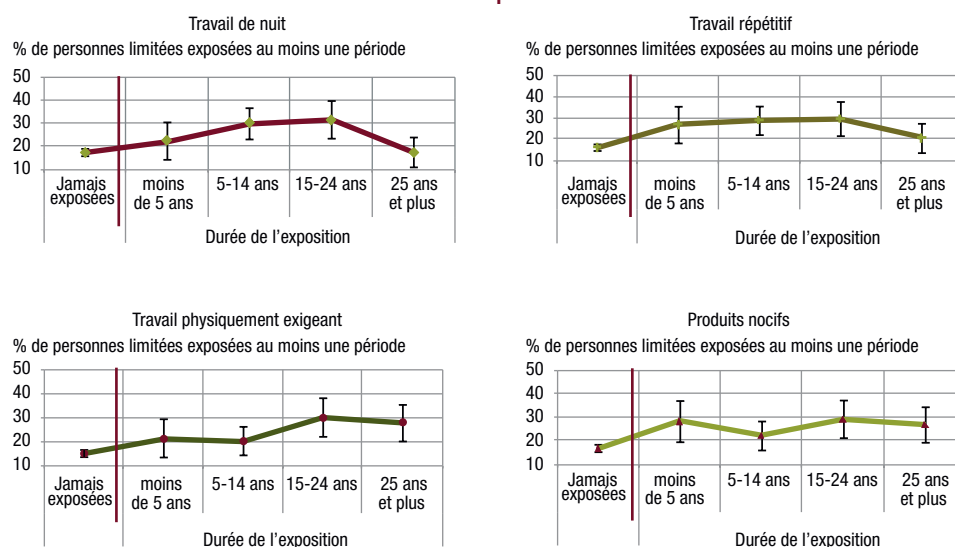 Travail de nuit
% de personnes limitées exposées au moins une période
50
40
30
20
10
Jamais exposées
moins de 5 ans
5-14 ans
15-24 ans
25 ans et plus
Durée de l'exposition
Travail répétitif
% de personnes limitées exposées au moins une période
50
40
30
20
10
Jamais exposées
moins de 5 ans
5-14 ans
15-24 ans
25 ans et plus
Durée de l'exposition
Travail physiquement exigeant
% de personnes limitées exposées au moins une période
50
40
30
20
10
Jamais exposées
moins de 5 ans
5-14 ans
15-24 ans
25 ans et plus
Durée de l'exposition
Produits nocifs
% de personnes limitées exposées au moins une période
50
40
30
20
10
Jamais exposées
moins de 5 ans
5-14 ans
15-24 ans
25 ans et plus
Durée de l'exposition